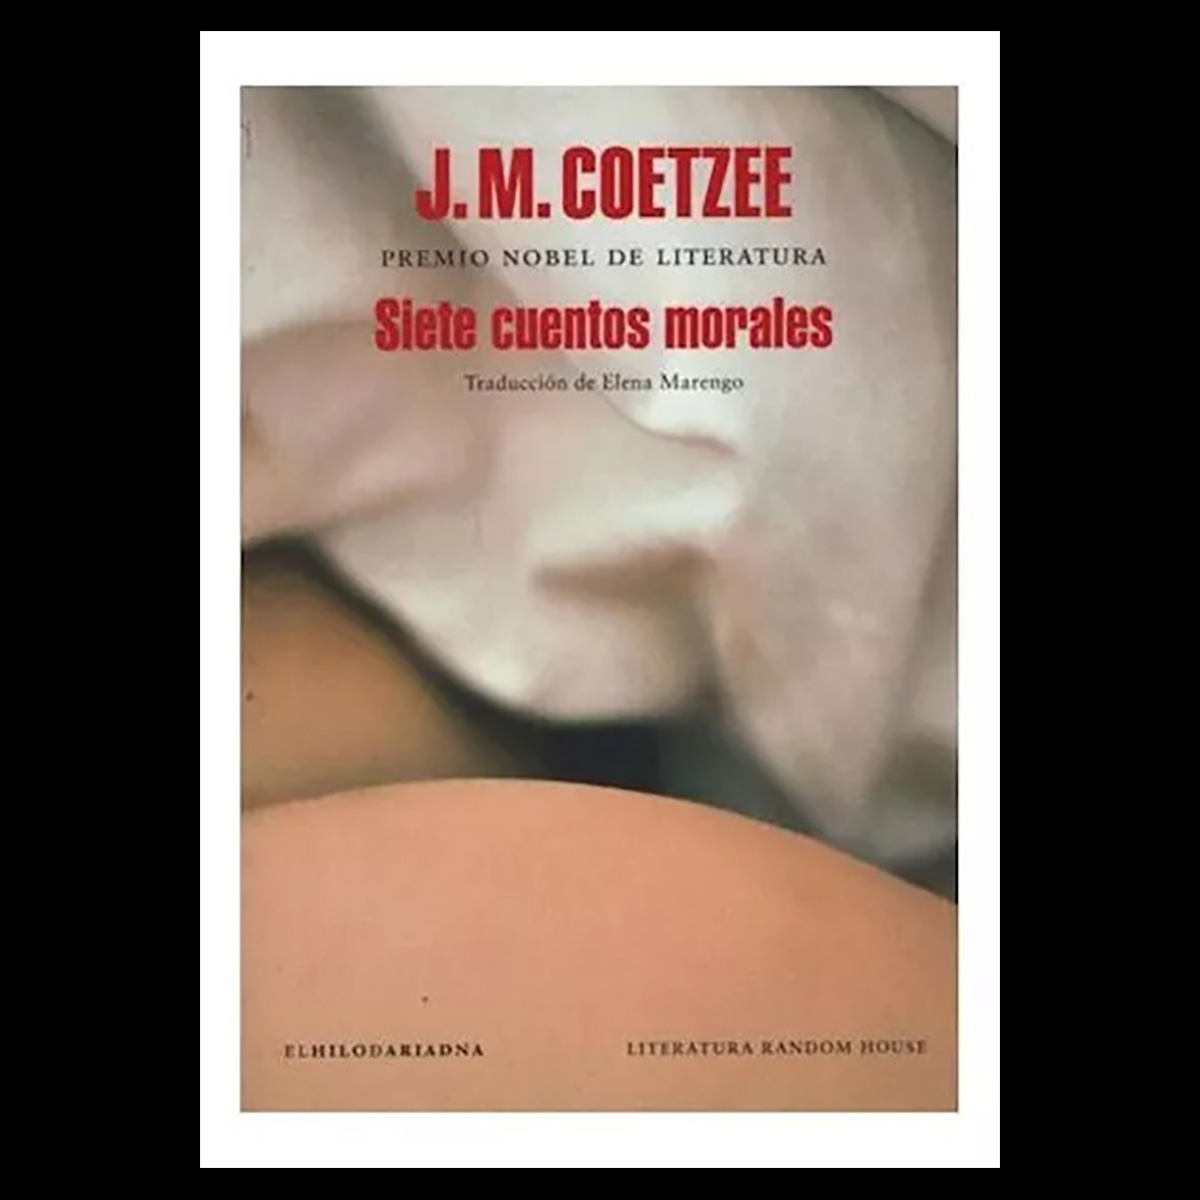 J. M. COETZEE
PREMIO NOBEL DE LITERATURA
Siete cuentos morales
Traducción de Elena Marengo
ELHILODARIADNA
LITERATURA RANDOM HOUSE